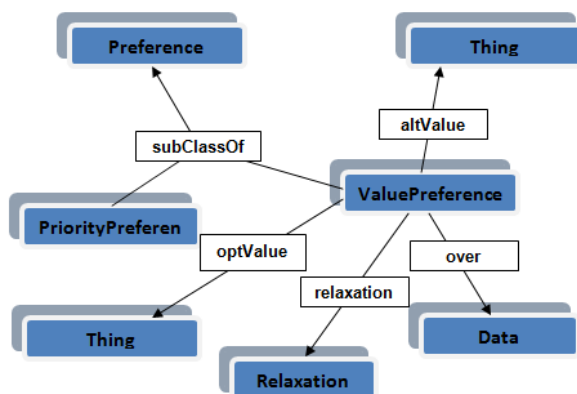 Preference
Thing
altValue
subClassOf
ValuePreference
PriorityPreferen
optValue
over
relaxation
Thing
Data
Relaxation